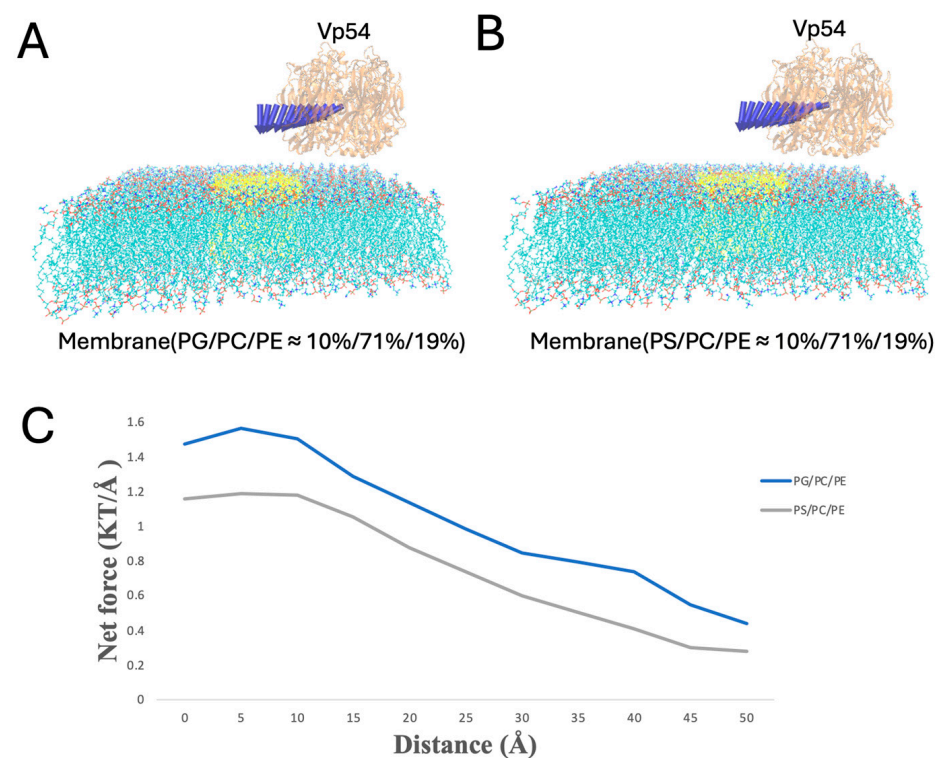 A
Vp54
B
Vp54
Membrane(PG/PC/PE ≈ 10%/71%/19%)
Membrane(PS/PC/PE ≈ 10%/71%/19%)
C
Net force (KT/Å )
1.6
1.4
1.2
1
0.8
0.6
0.4
0.2
0
0 5 10 15 20 25 30 35 40 45 50
Distance (Å)
PG/PC/PE
PS/PC/PE